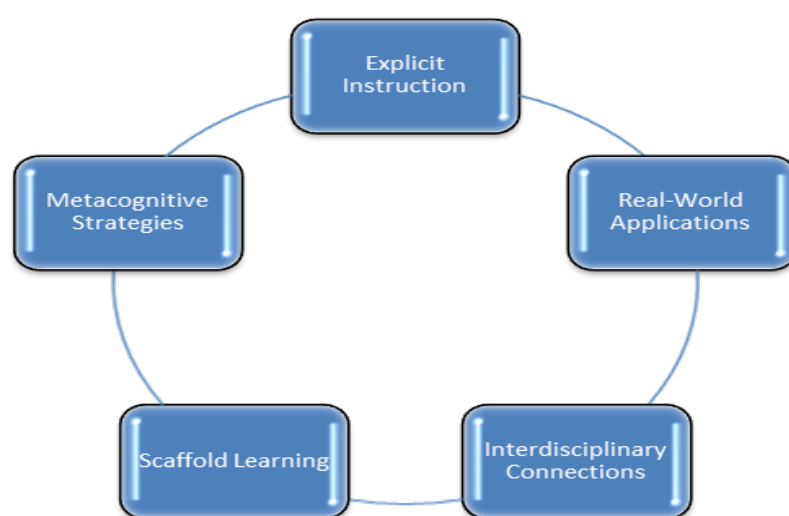 Explicit
Instruction
Metacognitive
Strategies
Real-World
Applications
Scaffold Learning
Interdisciplinary
Connections